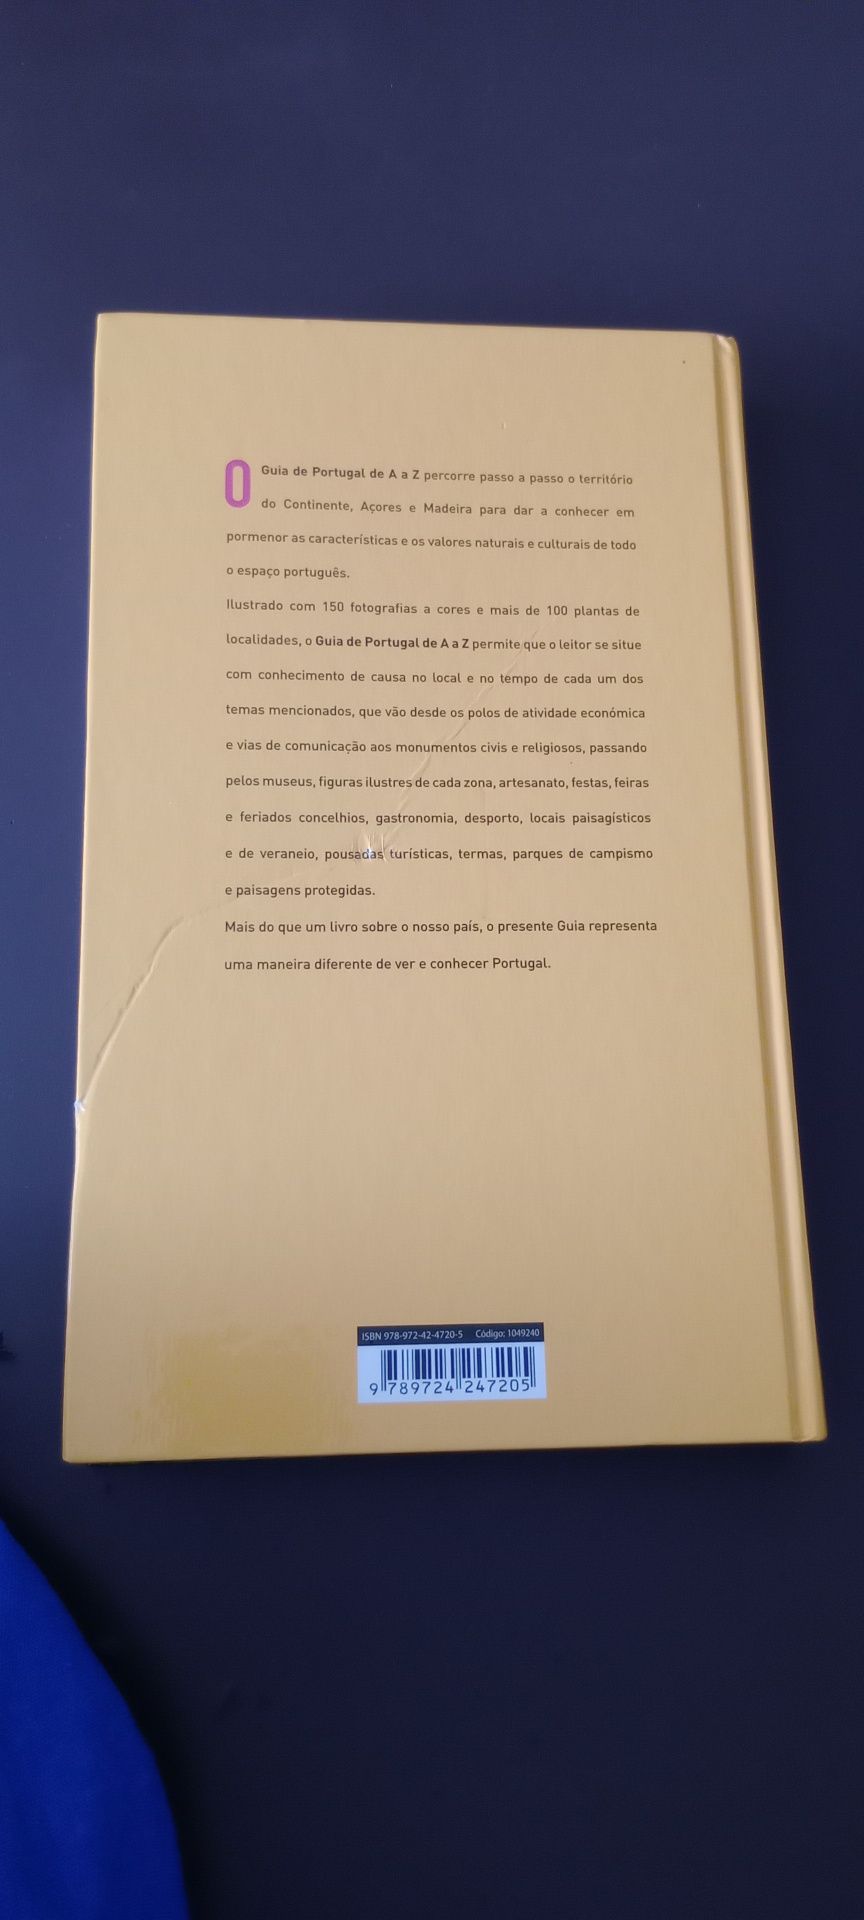 O Guia de Portugal de A a Z percorre passo a passo o território
do Continente, Açores e Madeira para dar a conhecer em
pormenor as características e os valores naturais e culturais de todo
o espaço português.
Ilustrado com 150 fotografias a cores e mais de 100 plantas de
localidades, o Guia de Portugal de A a Z permite que o leitor se situe
com conhecimento de causa no local e no tempo de cada um dos
temas mencionados, que vão desde os polos de atividade económica
e vias de comunicação aos monumentos civis e religiosos, passando
pelos museus, figuras ilustres de cada zona, artesanato, festas, feiras
e feriados concelhios, gastronomia, desporto, locais paisagísticos
e de veraneio, pousadas turísticas, termas, parques de campismo
e paisagens protegidas.
Mais do que um livro sobre o nosso país, o presente Guia representa
uma maneira diferente de ver e conhecer Portugal.
ISBN 978-972-42-4720-5 Código: 1049240
9 789724 247205